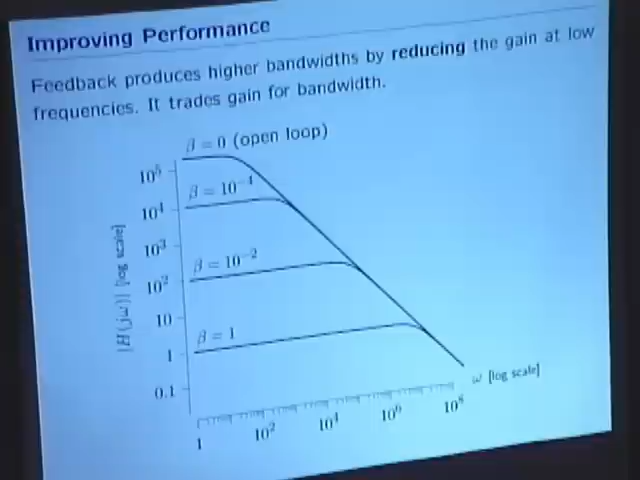 Improving Performance
Feedback produces higher bandwidths by reducing the gain at low
frequencies. It trades gain for bandwidth.
β = 0 (open loop)
10⁵
β = 10⁻⁴
10⁴
10³
β = 10⁻²
10²
10
β = 1
1
0.1
|H(jω)| [log scale]
ω [log scale]
1 10² 10⁴ 10⁶ 10⁸